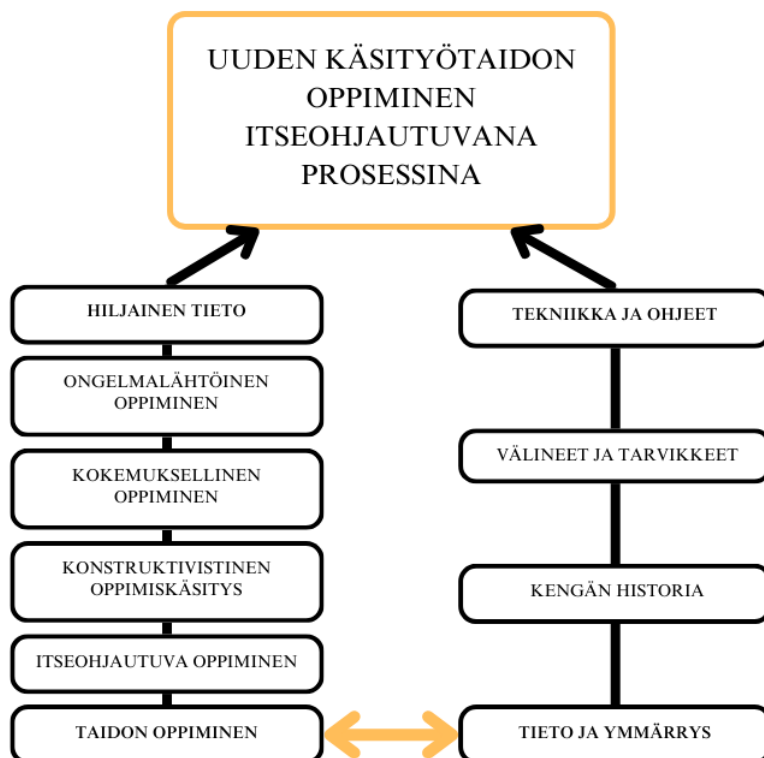 UUDEN KÄSITYÖTAIDON
OPPIMINEN
ITSEOHJAUTUVANA
PROSESSINA
HILJAINEN TIETO
ONGELMALÄHTÖINEN
OPPIMINEN
KOKEMUKSELLINEN
OPPIMINEN
KONSTRUKTIVISTINEN
OPPIMISKÄSITYS
ITSEOHJAUTUVA OPPIMINEN
TAIDON OPPIMINEN
TEKNIIKKA JA OHJEET
VÄLINEET JA TARVIKKEET
KENGÄN HISTORIA
TIETO JA YMMÄRRYS